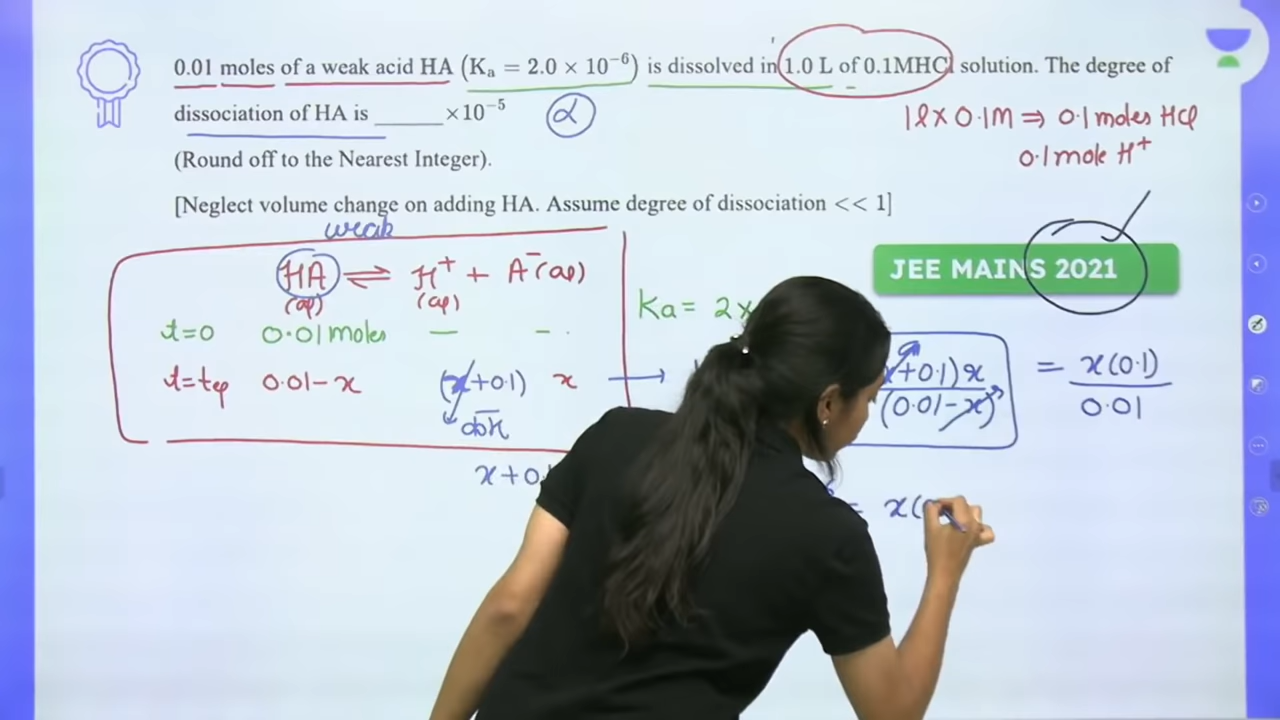 0.01 moles of a weak acid HA (Kₐ = 2.0 × 10⁻⁶) is dissolved in 1.0 L of 0.1MHCl solution. The degree of
dissociation of HA is ______ ×10⁻⁵ α
(Round off to the Nearest Integer).
[Neglect volume change on adding HA. Assume degree of dissociation << 1]
1l × 0.1M ⇒ 0.1 moles HCl
0.1 mole H⁺
JEE MAINS 2021
weak
HA ⇌ H⁺ + A⁻(aq)
(aq) (aq)
t=0 0.01 moles — —
t=teq 0.01-x (x+0.1) x →
Ka = 2×
x+0.1)x
(0.01-x)
= x(0.1)
0.01
x+0.
= x(